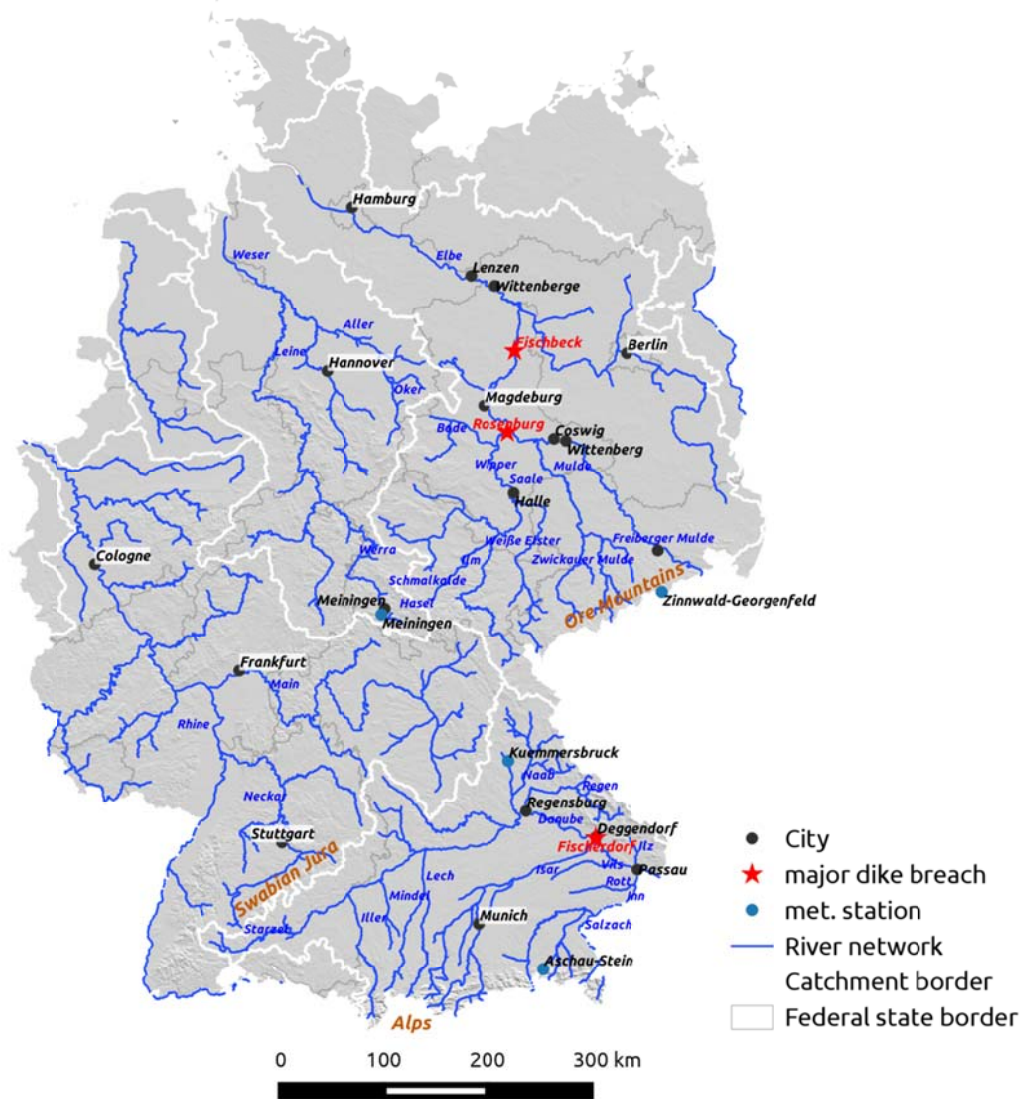 Hamburg
Weser
Elbe
Lenzen
Wittenberge
Aller
Fischbeck
Berlin
Leine
Hannover
Oker
Magdeburg
Bode
Rosenburg
Coswig
Wittenberg
Wipper
Mulde
Saale
Halle
Cologne
Werra
Weiße Elster
Freiberger Mulde
Ilm
Zwickauer Mulde
Schmalkalde
Meiningen
Hasel
Ore Mountains
Zinnwald-Georgenfeld
Meiningen
Frankfurt
Main
Rhine
Kuemmersbruck
Naab
Regen
Neckar
Regensburg
Danube
Stuttgart
Deggendorf
Fischerdorf
Ilz
Swabian Jura
Lech
Isar
Vils
Passau
Mindel
Rott
Inn
Iller
Munich
Salzach
Starzeh
Aschau-Stein
Alps
City
major dike breach
met. station
River network
Catchment border
Federal state border
0 100 200 300 km